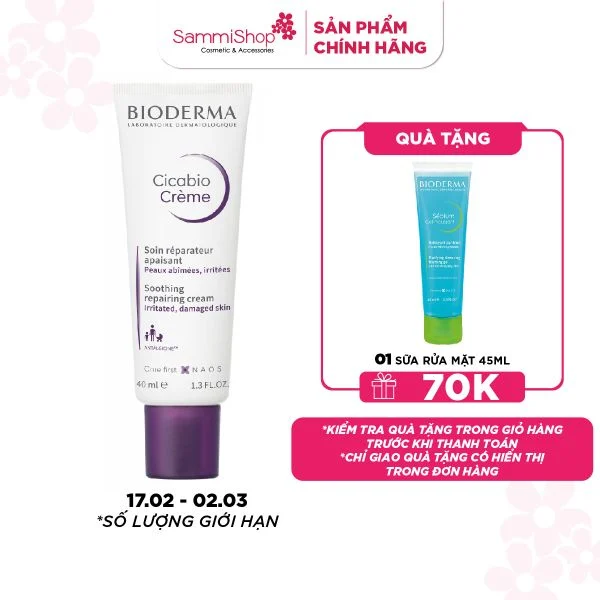 SammiShop
Cosmetic & Accessories
SẢN PHẨM
CHÍNH HÃNG
BIODERMA
LABORATOIRE DERMATOLOGIQUE
Cicabio
Crème
Soin réparateur
apaisant
Peaux abîmées, irritées
Soothing
repairing cream
Irritated, damaged skin
ANTALGICINE™
Care first NAOS
40 ml e 1.3 FL.OZ.
17.02 - 02.03
*SỐ LƯỢNG GIỚI HẠN
QUÀ TẶNG
BIODERMA
Sébium
Gel moussant
01 SỮA RỬA MẶT 45ML
70K
*KIỂM TRA QUÀ TẶNG TRONG GIỎ HÀNG
TRƯỚC KHI THANH TOÁN
*CHỈ GIAO QUÀ TẶNG CÓ HIỂN THỊ
TRONG ĐƠN HÀNG